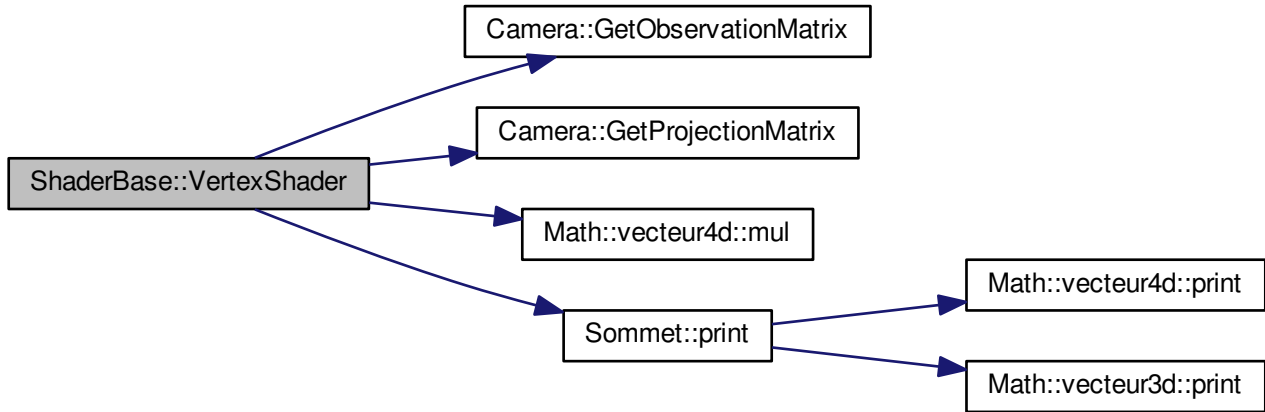 Camera::GetObservationMatrix
Camera::GetProjectionMatrix
ShaderBase::VertexShader
Math::vecteur4d::mul
Math::vecteur4d::print
Sommet::print
Math::vecteur3d::print